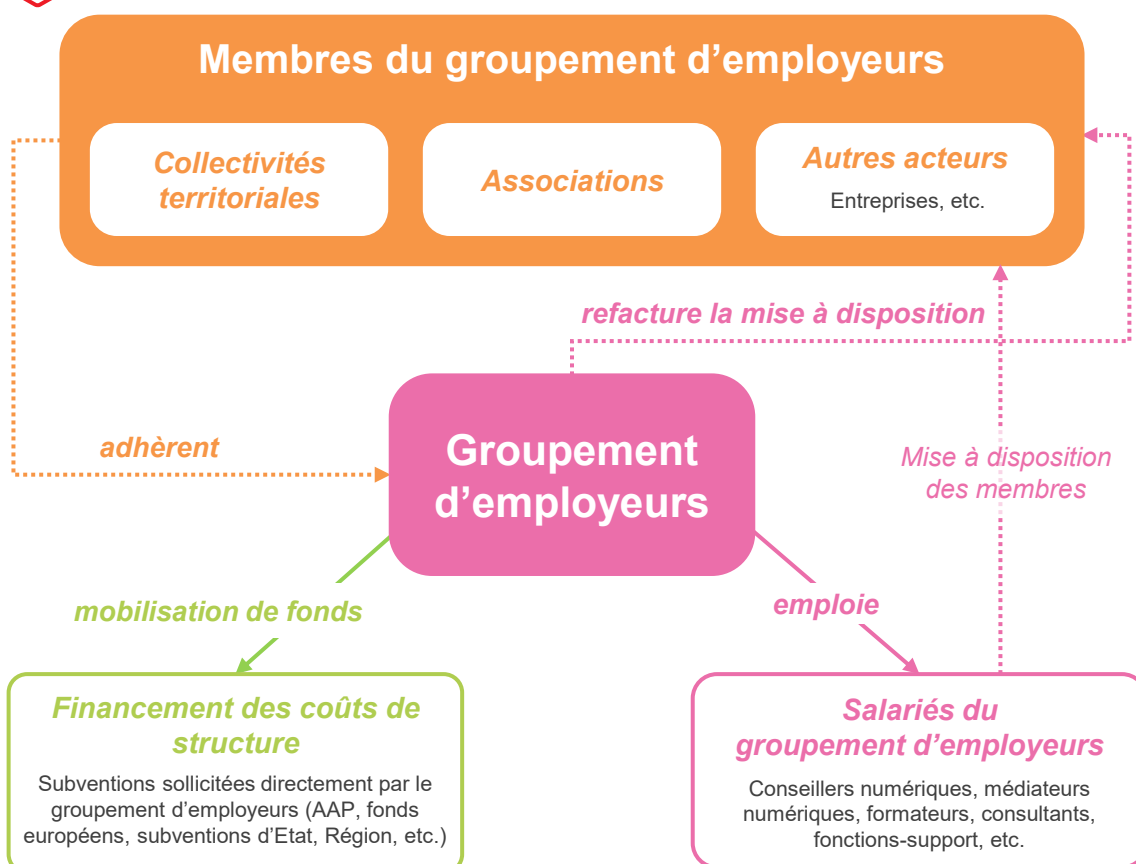 Membres du groupement d’employeurs
Collectivités
territoriales
Associations
Autres acteurs
Entreprises, etc.
refacture la mise à disposition
adhèrent
Groupement
d’employeurs
Mise à disposition
des membres
mobilisation de fonds
emploie
Financement des coûts de
structure
Subventions sollicitées directement par le
groupement d’employeurs (AAP, fonds
européens, subventions d’Etat, Région, etc.)
Salariés du
groupement d’employeurs
Conseillers numériques, médiateurs
numériques, formateurs, consultants,
fonctions-support, etc.